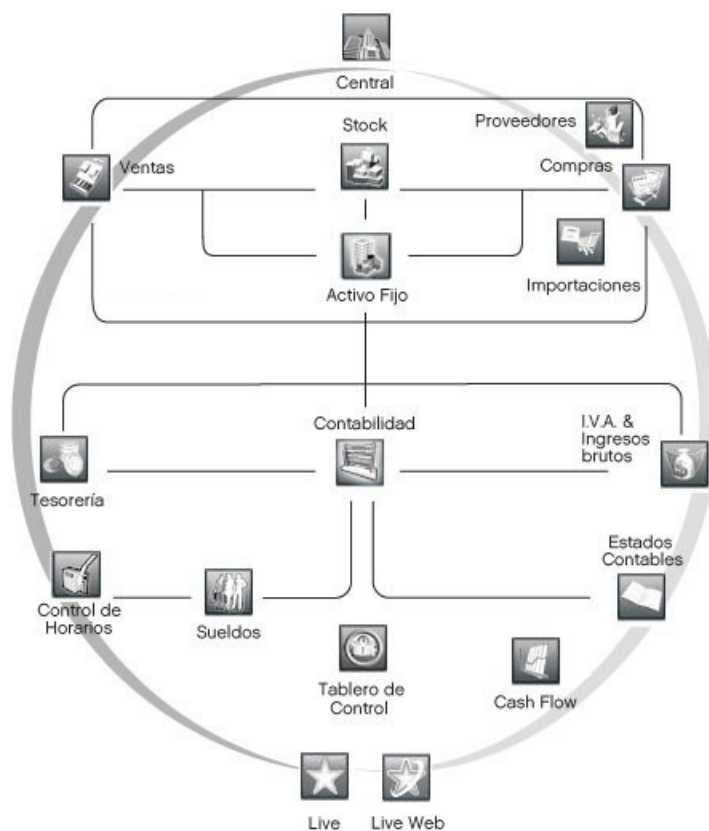 Central
Stock
Proveedores
Ventas
Compras
Activo Fijo
Importaciones
Contabilidad
I.V.A. &
Ingresos
brutos
Tesorería
Estados
Contables
Control de
Horarios
Sueldos
Tablero de
Control
Cash Flow
Live
Live Web